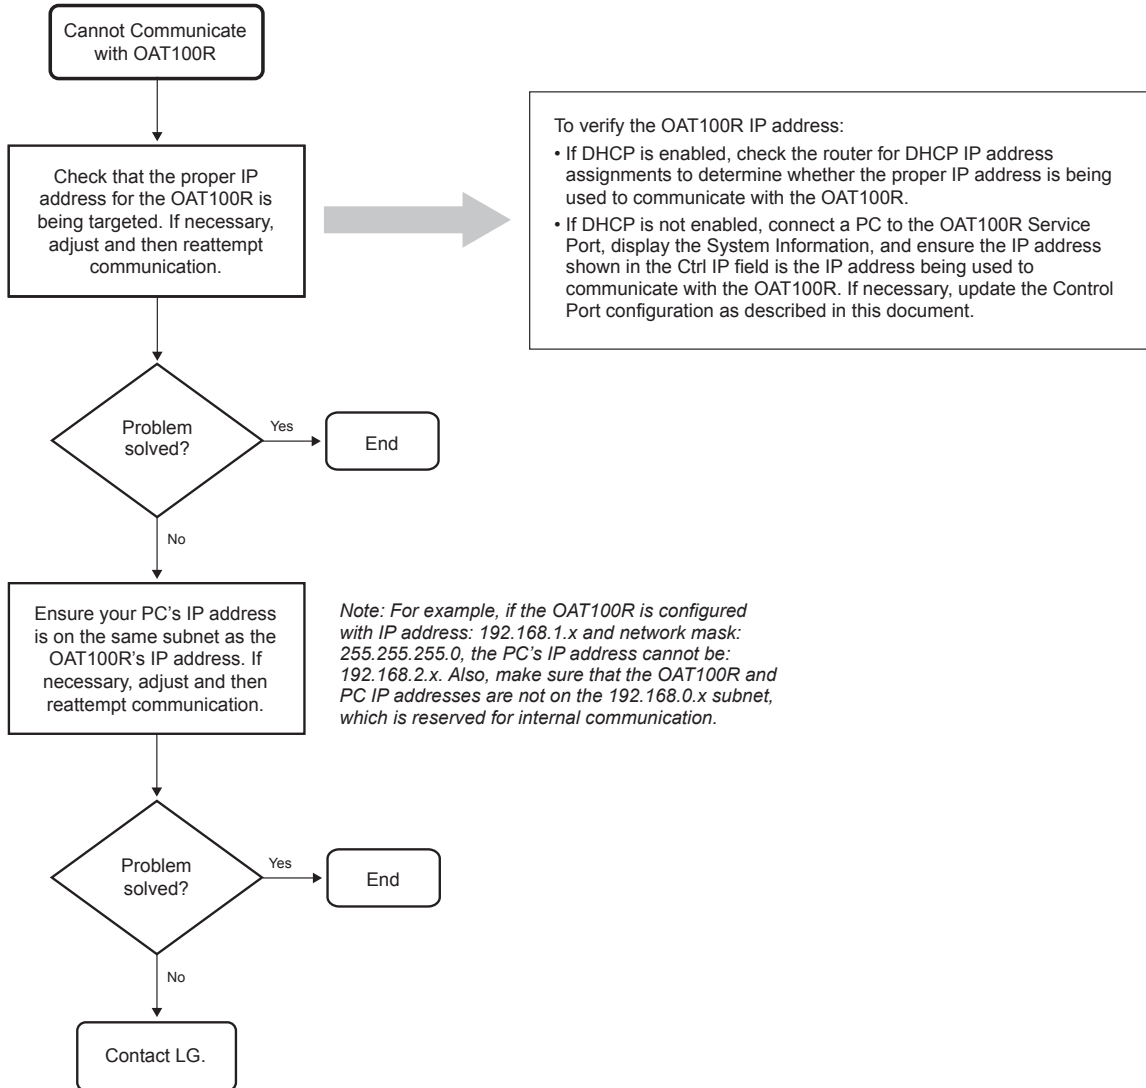 Cannot Communicate
with OAT100R
Check that the proper IP
address for the OAT100R is
being targeted. If necessary,
adjust and then reattempt
communication.
To verify the OAT100R IP address:
• If DHCP is enabled, check the router for DHCP IP address
assignments to determine whether the proper IP address is being
used to communicate with the OAT100R.
• If DHCP is not enabled, connect a PC to the OAT100R Service
Port, display the System Information, and ensure the IP address
shown in the Ctrl IP field is the IP address being used to
communicate with the OAT100R. If necessary, update the Control
Port configuration as described in this document.
Problem
solved?
Yes
End
No
Ensure your PC’s IP address
is on the same subnet as the
OAT100R’s IP address. If
necessary, adjust and then
reattempt communication.
Note: For example, if the OAT100R is configured
with IP address: 192.168.1.x and network mask:
255.255.255.0, the PC’s IP address cannot be:
192.168.2.x. Also, make sure that the OAT100R and
PC IP addresses are not on the 192.168.0.x subnet,
which is reserved for internal communication.
Problem
solved?
Yes
End
No
Contact LG.